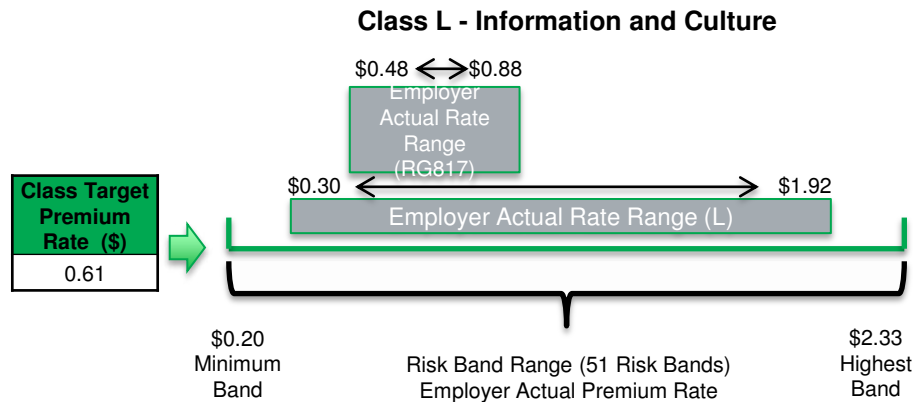 Class L - Information and Culture
$0.48 $0.88
Employer
Actual Rate
Range
(RG817)
$0.30 $1.92
Employer Actual Rate Range (L)
Class Target
Premium
Rate ($)
0.61
$0.20
Minimum
Band
Risk Band Range (51 Risk Bands)
Employer Actual Premium Rate
$2.33
Highest
Band